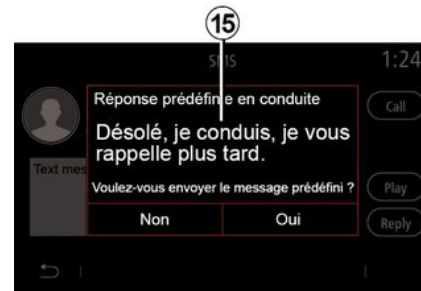 15
SMS
1:24
Réponse prédéfinie en conduite
Call
Désolé, je conduis, je vous
rappelle plus tard.
Text mes
Voulez-vous envoyer le message prédéfini ?
Play
Non
Oui
Reply